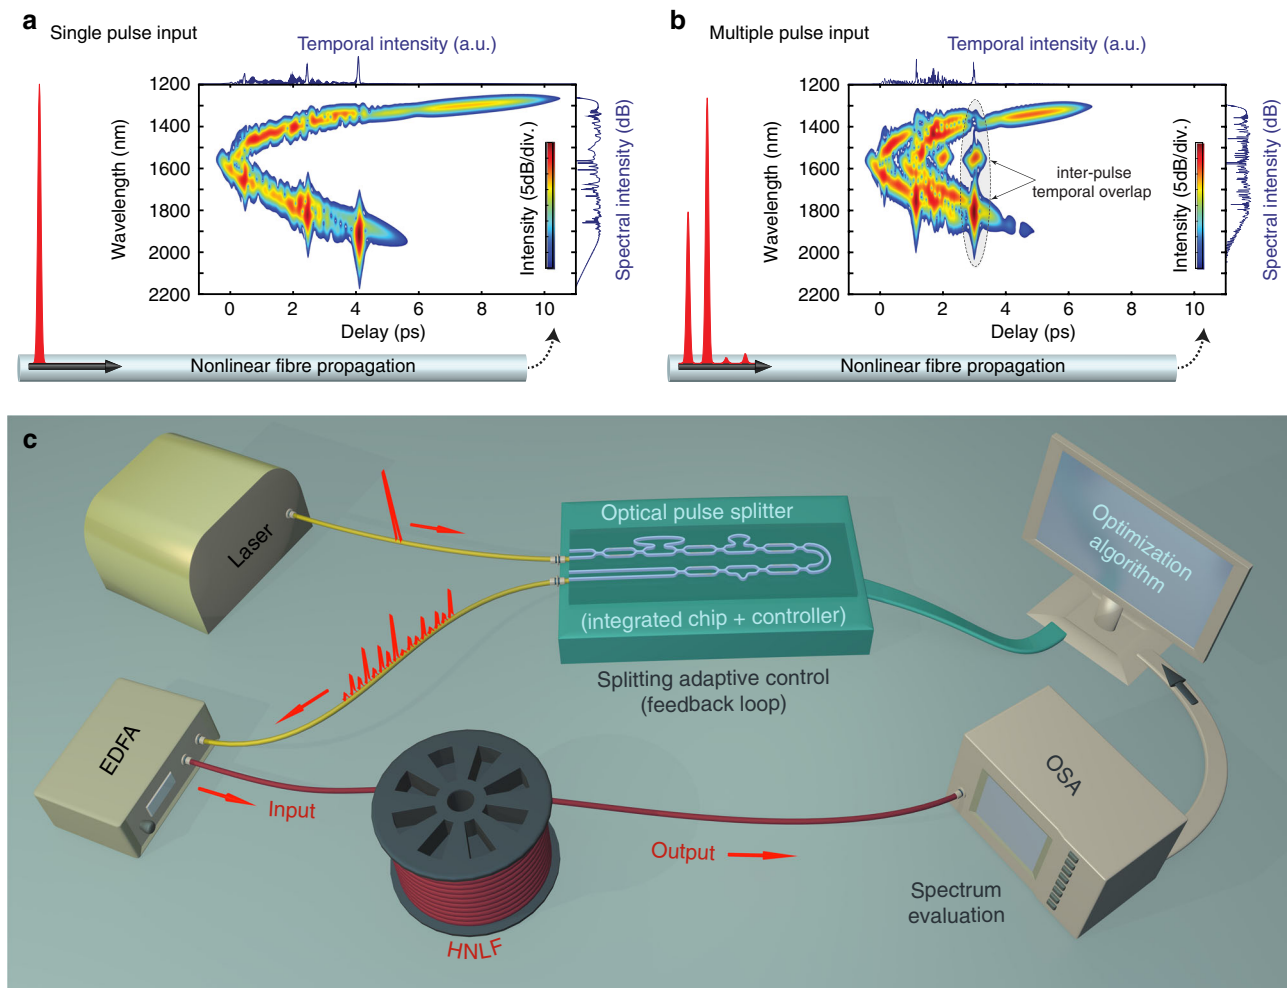 a
Single pulse input
Temporal intensity (a.u.)
1200
1400
1600
1800
2000
2200
Wavelength (nm)
Intensity (5dB/div.)
Spectral intensity (dB)
0 2 4 6 8 10
Delay (ps)
Nonlinear fibre propagation
b
Multiple pulse input
Temporal intensity (a.u.)
1200
1400
1600
1800
2000
2200
Wavelength (nm)
inter-pulse
temporal overlap
Intensity (5dB/div.)
Spectral intensity (dB)
0 2 4 6 8 10
Delay (ps)
Nonlinear fibre propagation
c
Laser
Optical pulse splitter
(integrated chip + controller)
Splitting adaptive control
(feedback loop)
Optimization
algorithm
EDFA
Input
HNLF
Output
OSA
Spectrum
evaluation